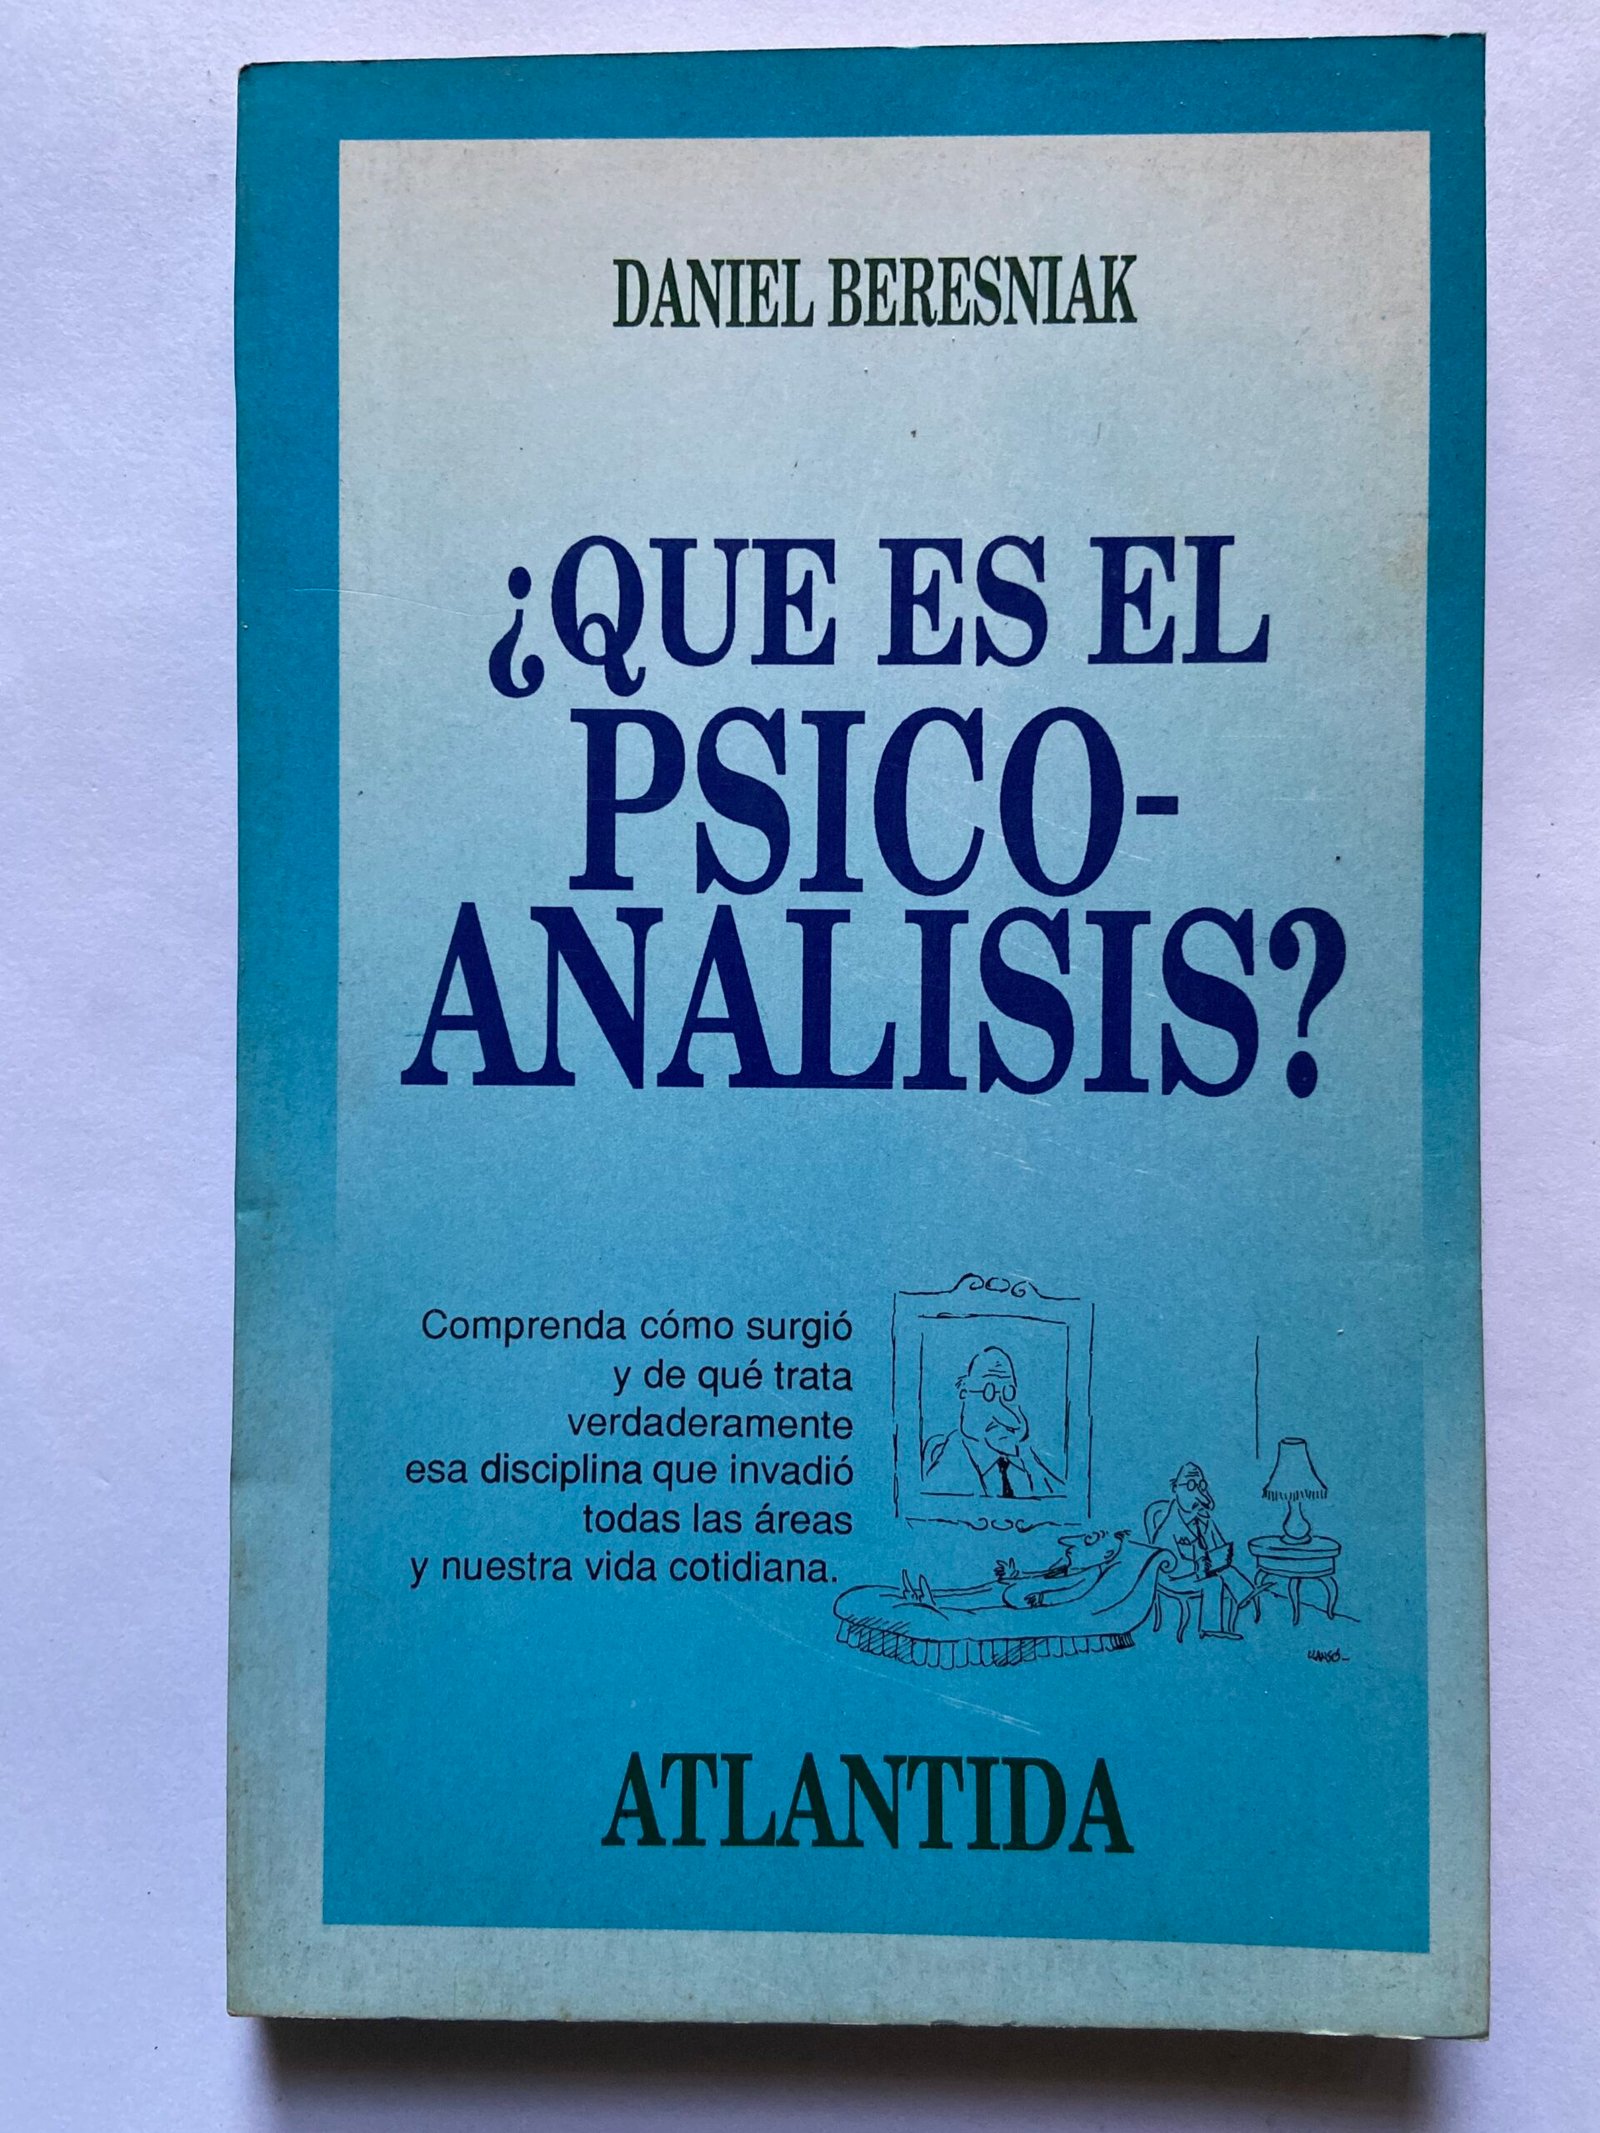 DANIEL BERESNIAK
¿QUE ES EL
PSICO-
ANALISIS?
Comprenda cómo surgió
y de qué trata
verdaderamente
esa disciplina que invadió
todas las áreas
y nuestra vida cotidiana.
ATLANTIDA